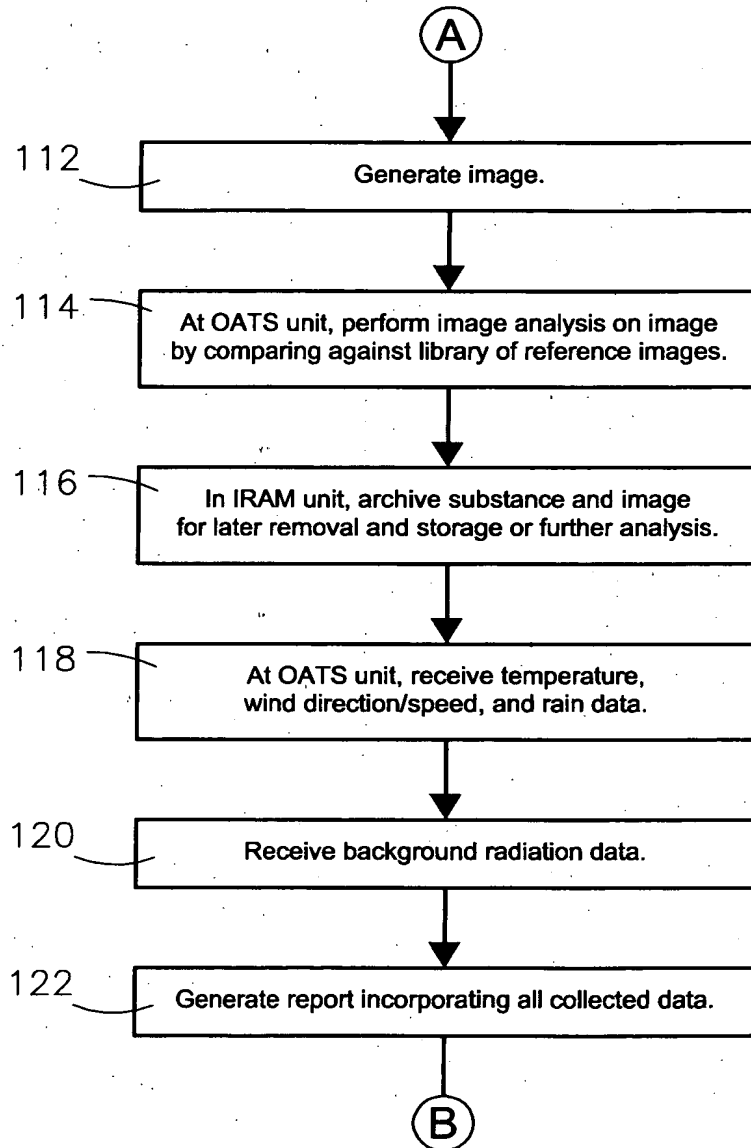 A
112
Generate image.
114
At OATS unit, perform image analysis on image
by comparing against library of reference images.
116
In IRAM unit, archive substance and image
for later removal and storage or further analysis.
118
At OATS unit, receive temperature,
wind direction/speed, and rain data.
120
Receive background radiation data.
122
Generate report incorporating all collected data.
B